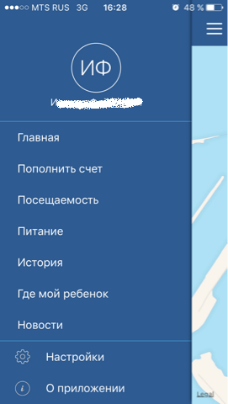 MTS RUS 3G 16:28 48 %
ИФ
Главная
Пополнить счет
Посещаемость
Питание
История
Где мой ребенок
Новости
Настройки
О приложении
Legal